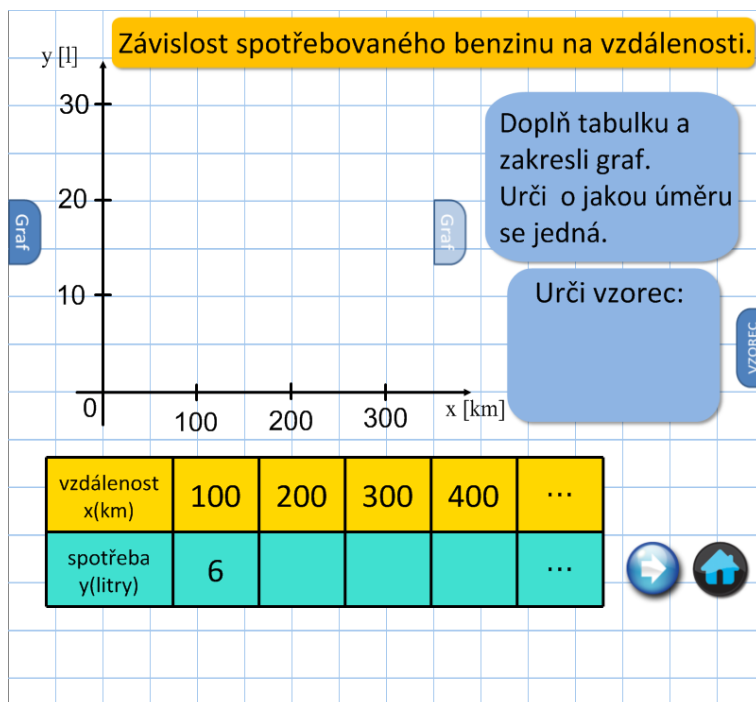 Závislost spotřebovaného benzinu na vzdálenosti.
y [l]
30
20
10
0
100
200
300
x [km]
Graf
Graf
Doplň tabulku a
zakresli graf.
Urči o jakou úměru
se jedná.
Urči vzorec:
VZOREC
vzdálenost
x(km)
100
200
300
400
...
spotřeba
y(litry)
6
...